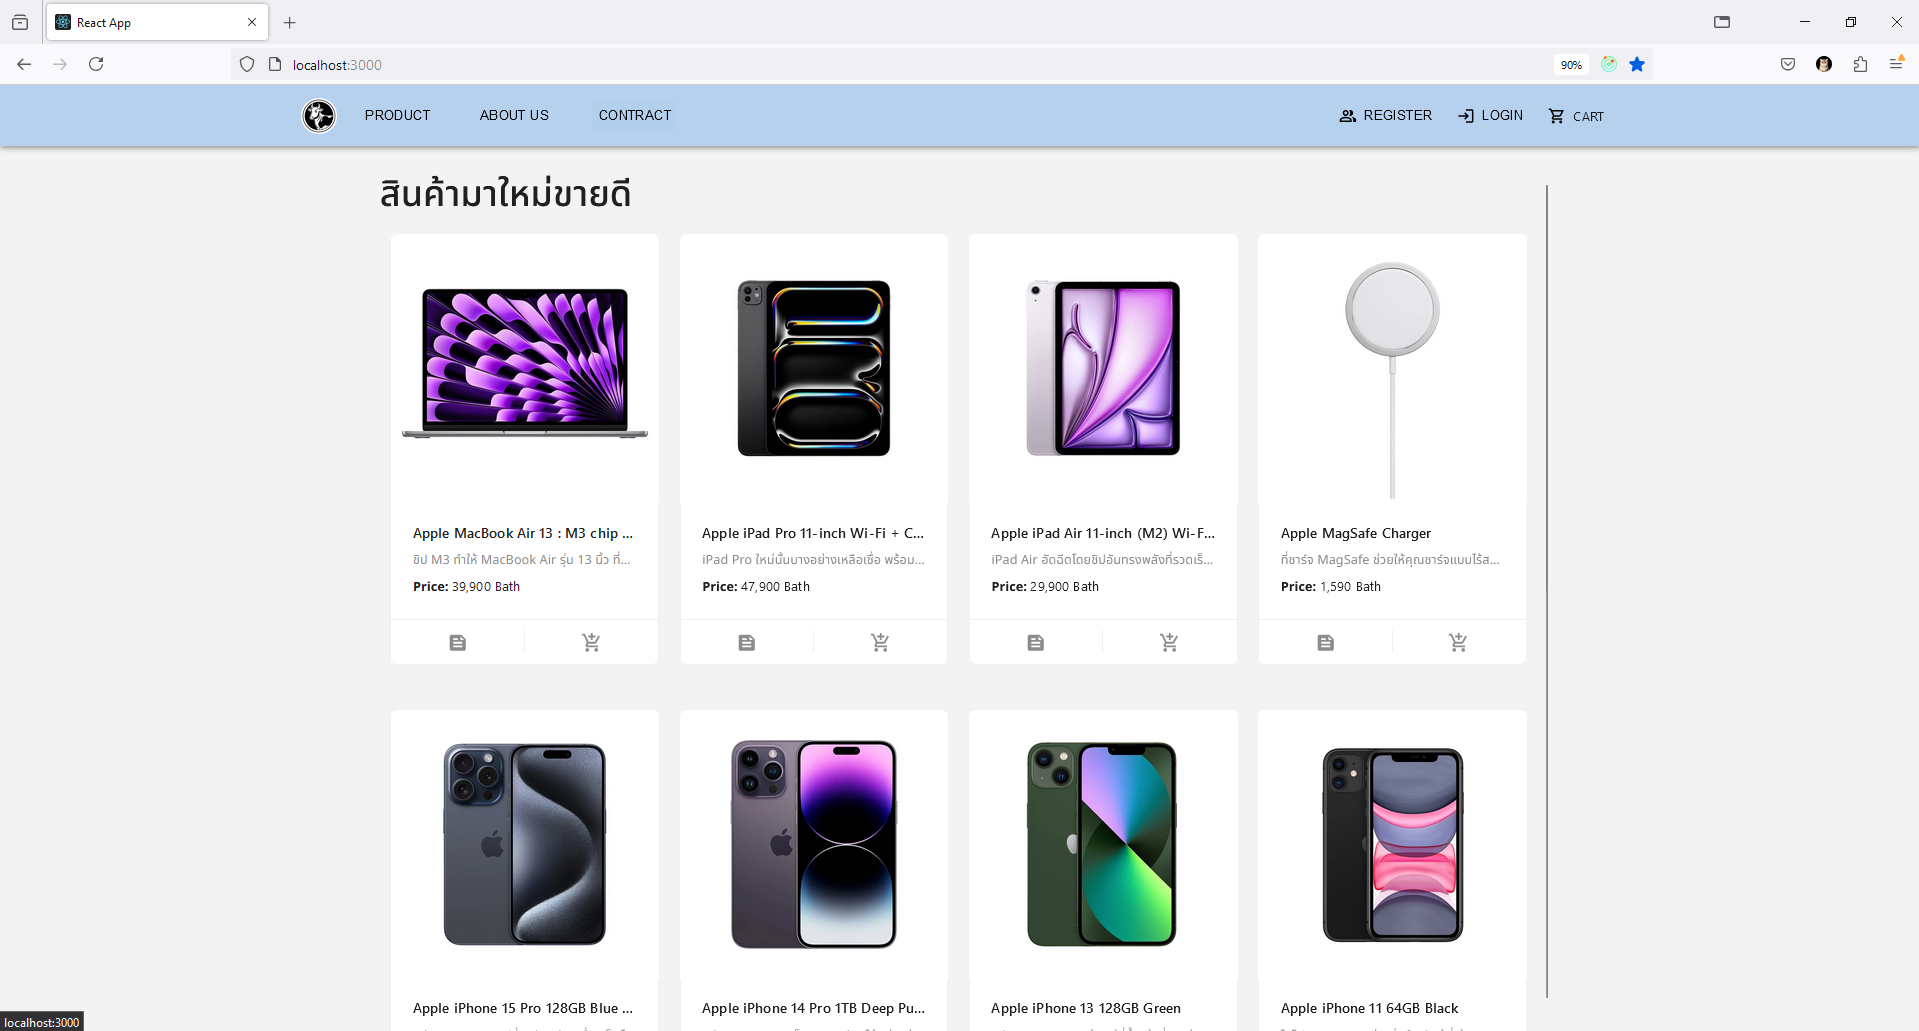 React App
localhost:3000
90%
PRODUCT
ABOUT US
CONTRACT
REGISTER
LOGIN
CART
สินค้ามาใหม่ขายดี
Apple MacBook Air 13 : M3 chip ...
ชิป M3 ทำให้ MacBook Air รุ่น 13 นิ้ว ที่...
Price: 39,900 Bath
Apple iPad Pro 11-inch Wi-Fi + C...
iPad Pro ใหม่นั้นบางอย่างเหลือเชื่อ พร้อม...
Price: 47,900 Bath
Apple iPad Air 11-inch (M2) Wi-F...
iPad Air อัดฉีดโดยชิปอันทรงพลังที่รวดเร็...
Price: 29,900 Bath
Apple MagSafe Charger
ที่ชาร์จ MagSafe ช่วยให้คุณชาร์จแบบไร้ส...
Price: 1,590 Bath
Apple iPhone 15 Pro 128GB Blue ...
Apple iPhone 14 Pro 1TB Deep Pu...
Apple iPhone 13 128GB Green
Apple iPhone 11 64GB Black
localhost:3000